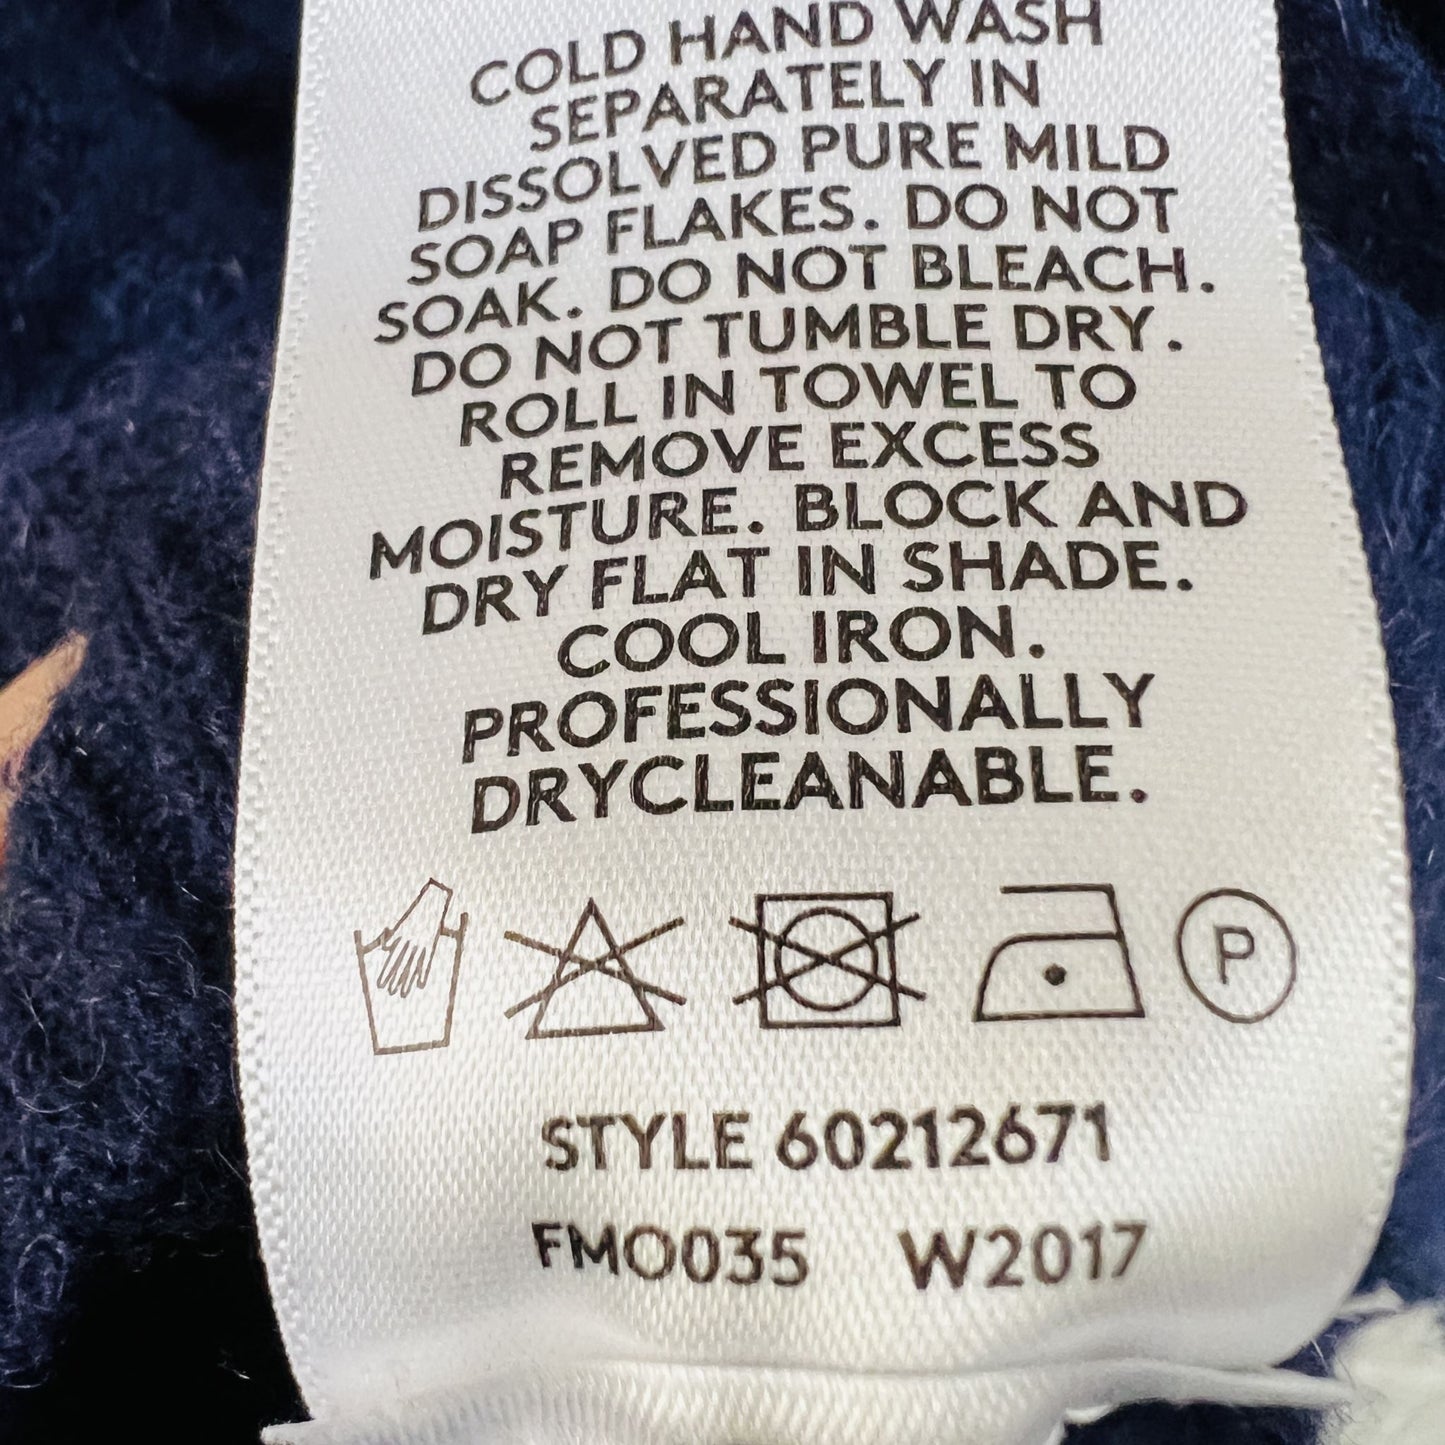 COLD HAND WASH
SEPARATELY IN
DISSOLVED PURE MILD
SOAP FLAKES. DO NOT
SOAK. DO NOT BLEACH.
DO NOT TUMBLE DRY.
ROLL IN TOWEL TO
REMOVE EXCESS
MOISTURE. BLOCK AND
DRY FLAT IN SHADE.
COOL IRON.
PROFESSIONALLY
DRYCLEANABLE.
P
STYLE 60212671
FMO035 W2017